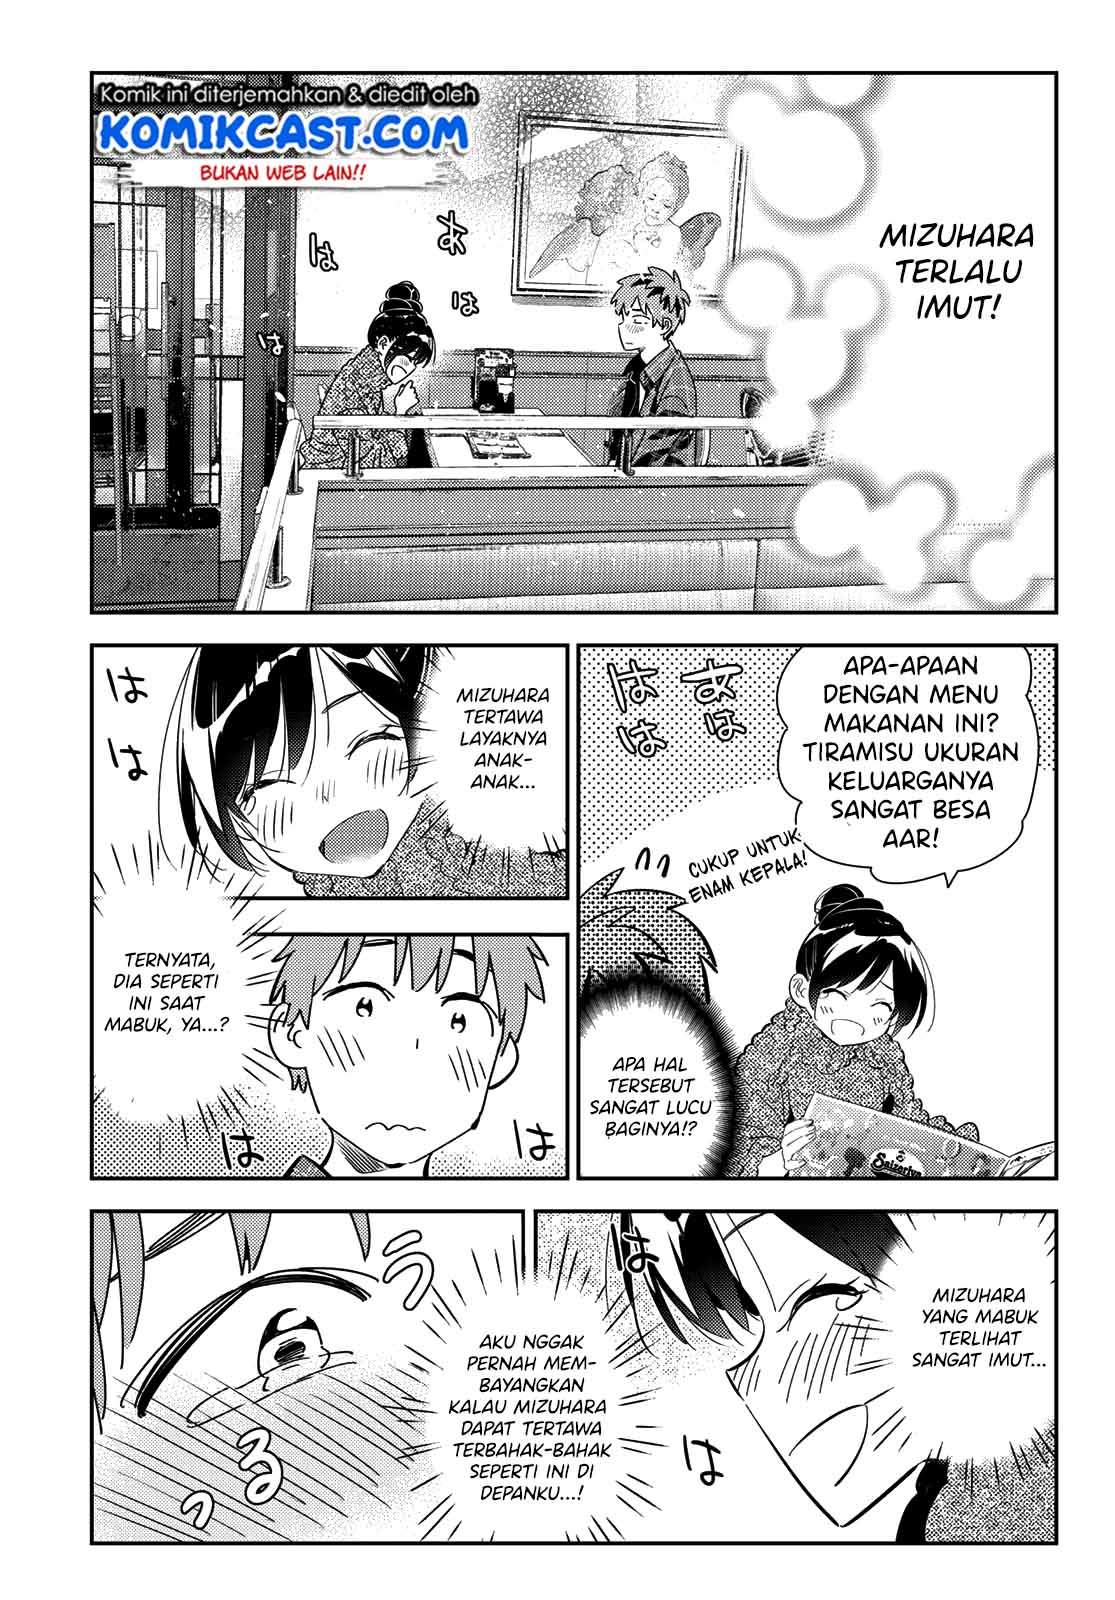 Komik ini diterjemahkan & diedit oleh
KOMIKCAST.COM
BUKAN WEB LAIN!!
MIZUHARA
TERLALU
IMUT!
あ
は
は
は
は
APA-APAAN
DENGAN MENU
MAKANAN INI?
TIRAMISU UKURAN
KELUARGANYA
SANGAT BESA
AAR!
あは
はは
CUKUP UNTUK
ENAM KEPALA!
APA HAL
TERSEBUT
SANGAT LUCU
BAGINYA!?
Saizeriya
MIZUHARA
TERTAWA
LAYAKNYA
ANAK-
ANAK...
は
は
TERNYATA,
DIA SEPERTI
INI SAAT
MABUK, YA...?
は
は
MIZUHARA
YANG MABUK
TERLIHAT
SANGAT IMUT...
は
は
AKU NGGAK
PERNAH MEM-
BAYANGKAN
KALAU MIZUHARA
DAPAT TERTAWA
TERBAHAK-BAHAK
SEPERTI INI DI
DEPANKU...!
うる